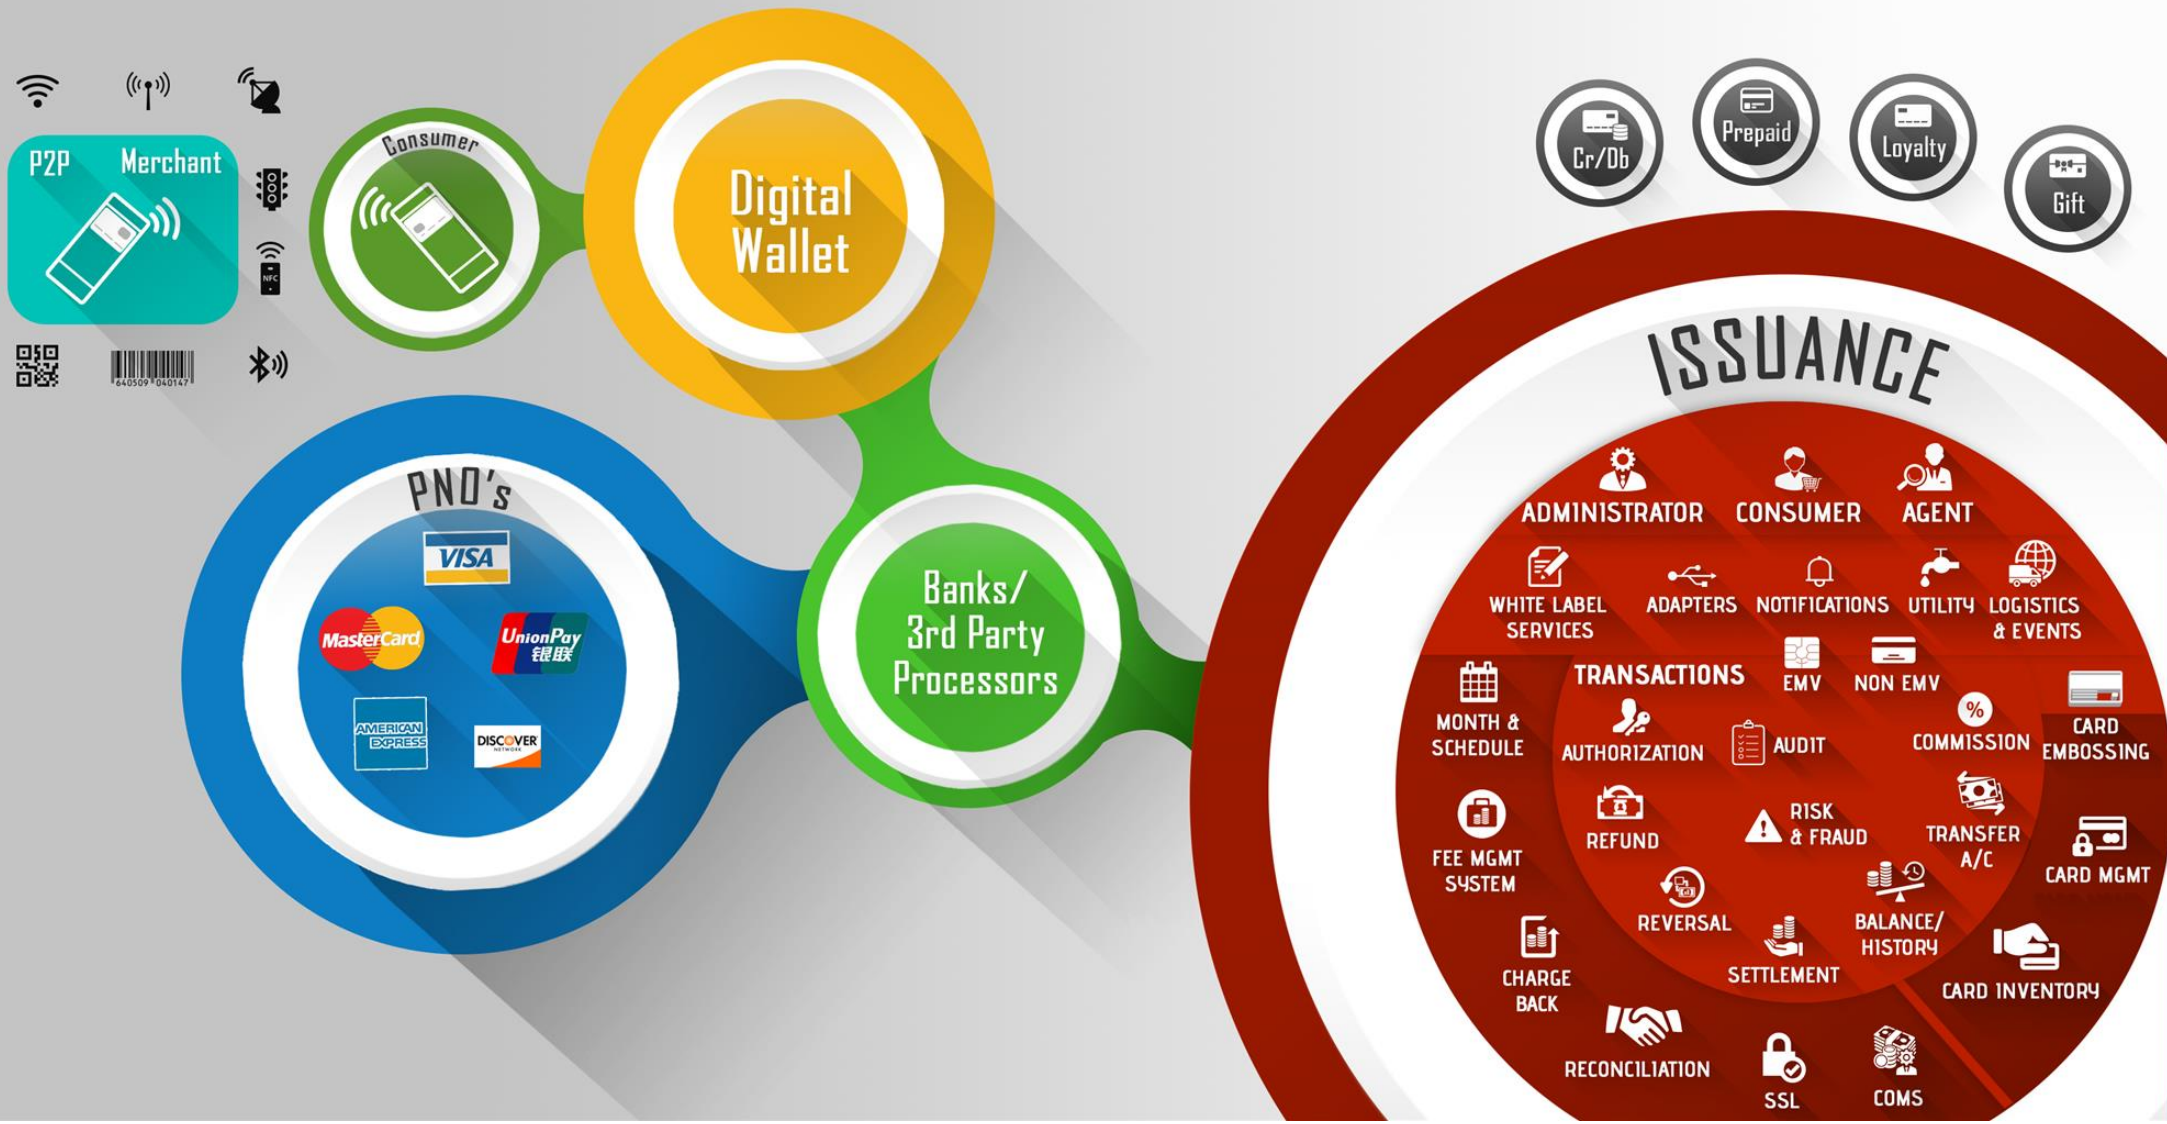 P2P
Merchant
NFC
640509 040147
Consumer
Digital
Wallet
PNO's
VISA
MasterCard
UnionPay
银联
AMERICAN
EXPRESS
DISCOVER
NETWORK
Banks/
3rd Party
Processors
Cr/Db
Prepaid
Loyalty
Gift
ISSUANCE
ADMINISTRATOR
CONSUMER
AGENT
WHITE LABEL
SERVICES
ADAPTERS
NOTIFICATIONS
UTILITY
LOGISTICS
& EVENTS
TRANSACTIONS
EMV
NON EMV
MONTH &
SCHEDULE
AUTHORIZATION
AUDIT
%
COMMISSION
CARD
EMBOSSING
FEE MGMT
SYSTEM
REFUND
RISK
& FRAUD
TRANSFER
A/C
CARD MGMT
REVERSAL
BALANCE/
HISTORY
SETTLEMENT
CHARGE
BACK
CARD INVENTORY
RECONCILIATION
SSL
COMS